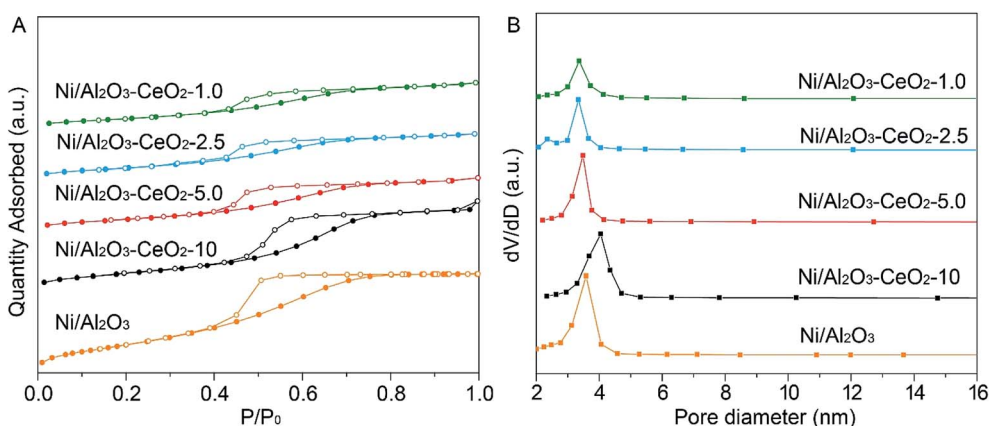 A
Quantity Adsorbed (a.u.)
Ni/Al₂O₃-CeO₂-1.0
Ni/Al₂O₃-CeO₂-2.5
Ni/Al₂O₃-CeO₂-5.0
Ni/Al₂O₃-CeO₂-10
Ni/Al₂O₃
0.0 0.2 0.4 0.6 0.8 1.0
P/P₀
B
dV/dD (a.u.)
Ni/Al₂O₃-CeO₂-1.0
Ni/Al₂O₃-CeO₂-2.5
Ni/Al₂O₃-CeO₂-5.0
Ni/Al₂O₃-CeO₂-10
Ni/Al₂O₃
2 4 6 8 10 12 14 16
Pore diameter (nm)